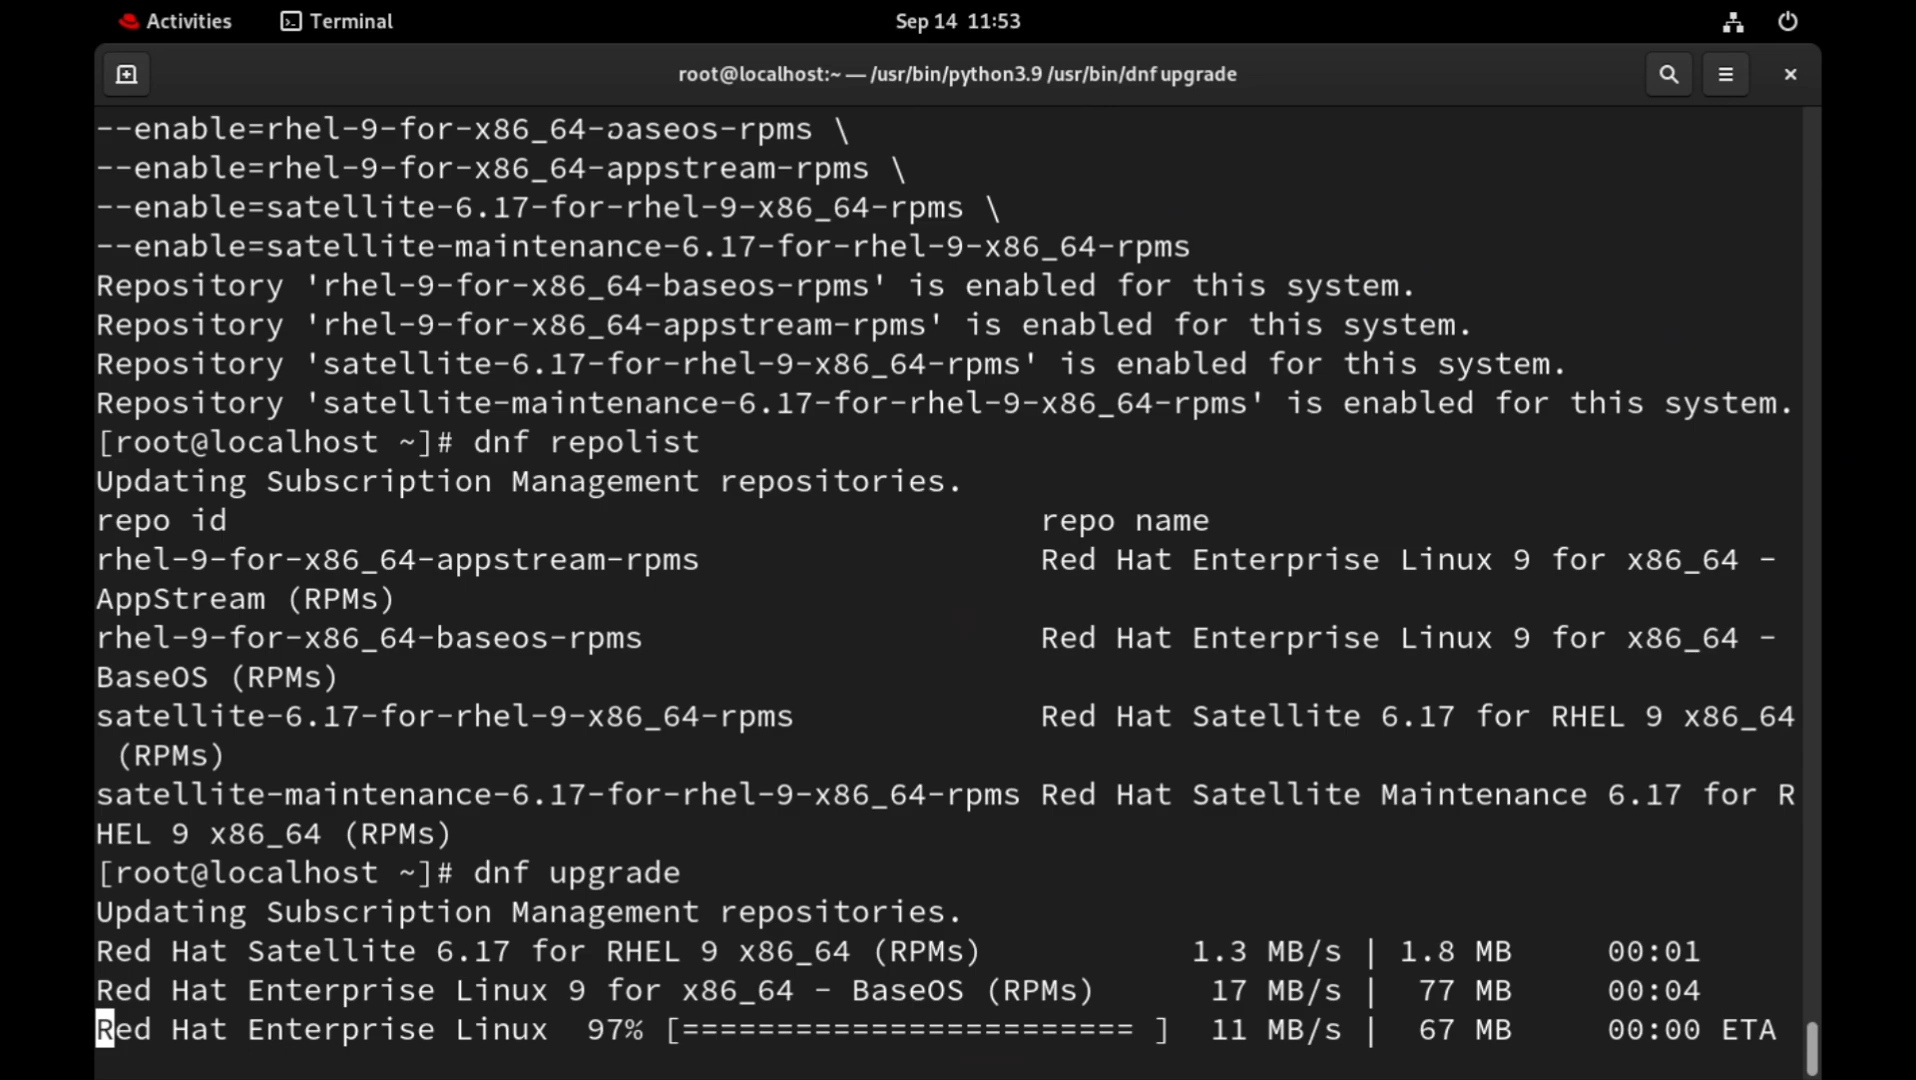 Activities Terminal Sep 14 11:53
root@localhost:~ — /usr/bin/python3.9 /usr/bin/dnf upgrade
--enable=rhel-9-for-x86_64-baseos-rpms \
--enable=rhel-9-for-x86_64-appstream-rpms \
--enable=satellite-6.17-for-rhel-9-x86_64-rpms \
--enable=satellite-maintenance-6.17-for-rhel-9-x86_64-rpms
Repository 'rhel-9-for-x86_64-baseos-rpms' is enabled for this system.
Repository 'rhel-9-for-x86_64-appstream-rpms' is enabled for this system.
Repository 'satellite-6.17-for-rhel-9-x86_64-rpms' is enabled for this system.
Repository 'satellite-maintenance-6.17-for-rhel-9-x86_64-rpms' is enabled for this system.
[root@localhost ~]# dnf repolist
Updating Subscription Management repositories.
repo id repo name
rhel-9-for-x86_64-appstream-rpms Red Hat Enterprise Linux 9 for x86_64 -
AppStream (RPMs)
rhel-9-for-x86_64-baseos-rpms Red Hat Enterprise Linux 9 for x86_64 -
BaseOS (RPMs)
satellite-6.17-for-rhel-9-x86_64-rpms Red Hat Satellite 6.17 for RHEL 9 x86_64
(RPMs)
satellite-maintenance-6.17-for-rhel-9-x86_64-rpms Red Hat Satellite Maintenance 6.17 for R
HEL 9 x86_64 (RPMs)
[root@localhost ~]# dnf upgrade
Updating Subscription Management repositories.
Red Hat Satellite 6.17 for RHEL 9 x86_64 (RPMs) 1.3 MB/s | 1.8 MB 00:01
Red Hat Enterprise Linux 9 for x86_64 - BaseOS (RPMs) 17 MB/s | 77 MB 00:04
Red Hat Enterprise Linux 97% [======================== ] 11 MB/s | 67 MB 00:00 ETA